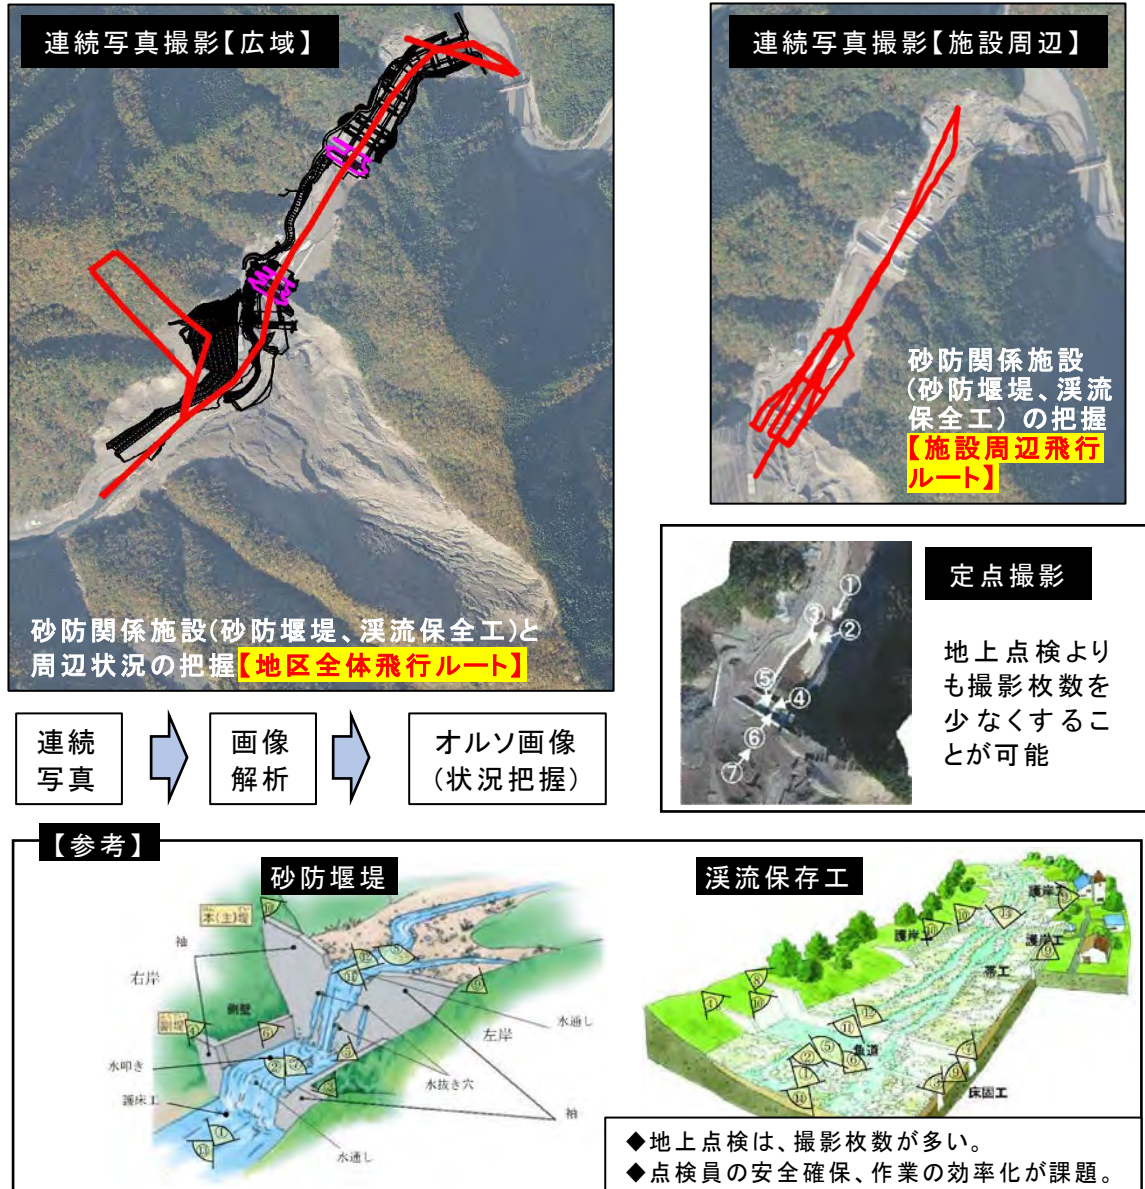 連続写真撮影【広域】
砂防関係施設(砂防堰堤、渓流保全工)と
周辺状況の把握【地区全体飛行ルート】
連続写真撮影【施設周辺】
砂防関係施設
(砂防堰堤、渓流
保全工) の把握
【施設周辺飛行
ルート】
連続
写真
画像
解析
オルソ画像
(状況把握)
定点撮影
①
②
③
④
⑤
⑥
⑦
地上点検より
も撮影枚数を
少なくするこ
とが可能
【参考】
砂防堰堤
本(主)堤
袖
右岸
側壁
副堤
水叩き
護床工
水通し
水抜き穴
左岸
水通し
袖
渓流保存工
護岸工
護岸工
護岸工
帯工
魚道
床固工
◆地上点検は、撮影枚数が多い。
◆点検員の安全確保、作業の効率化が課題。